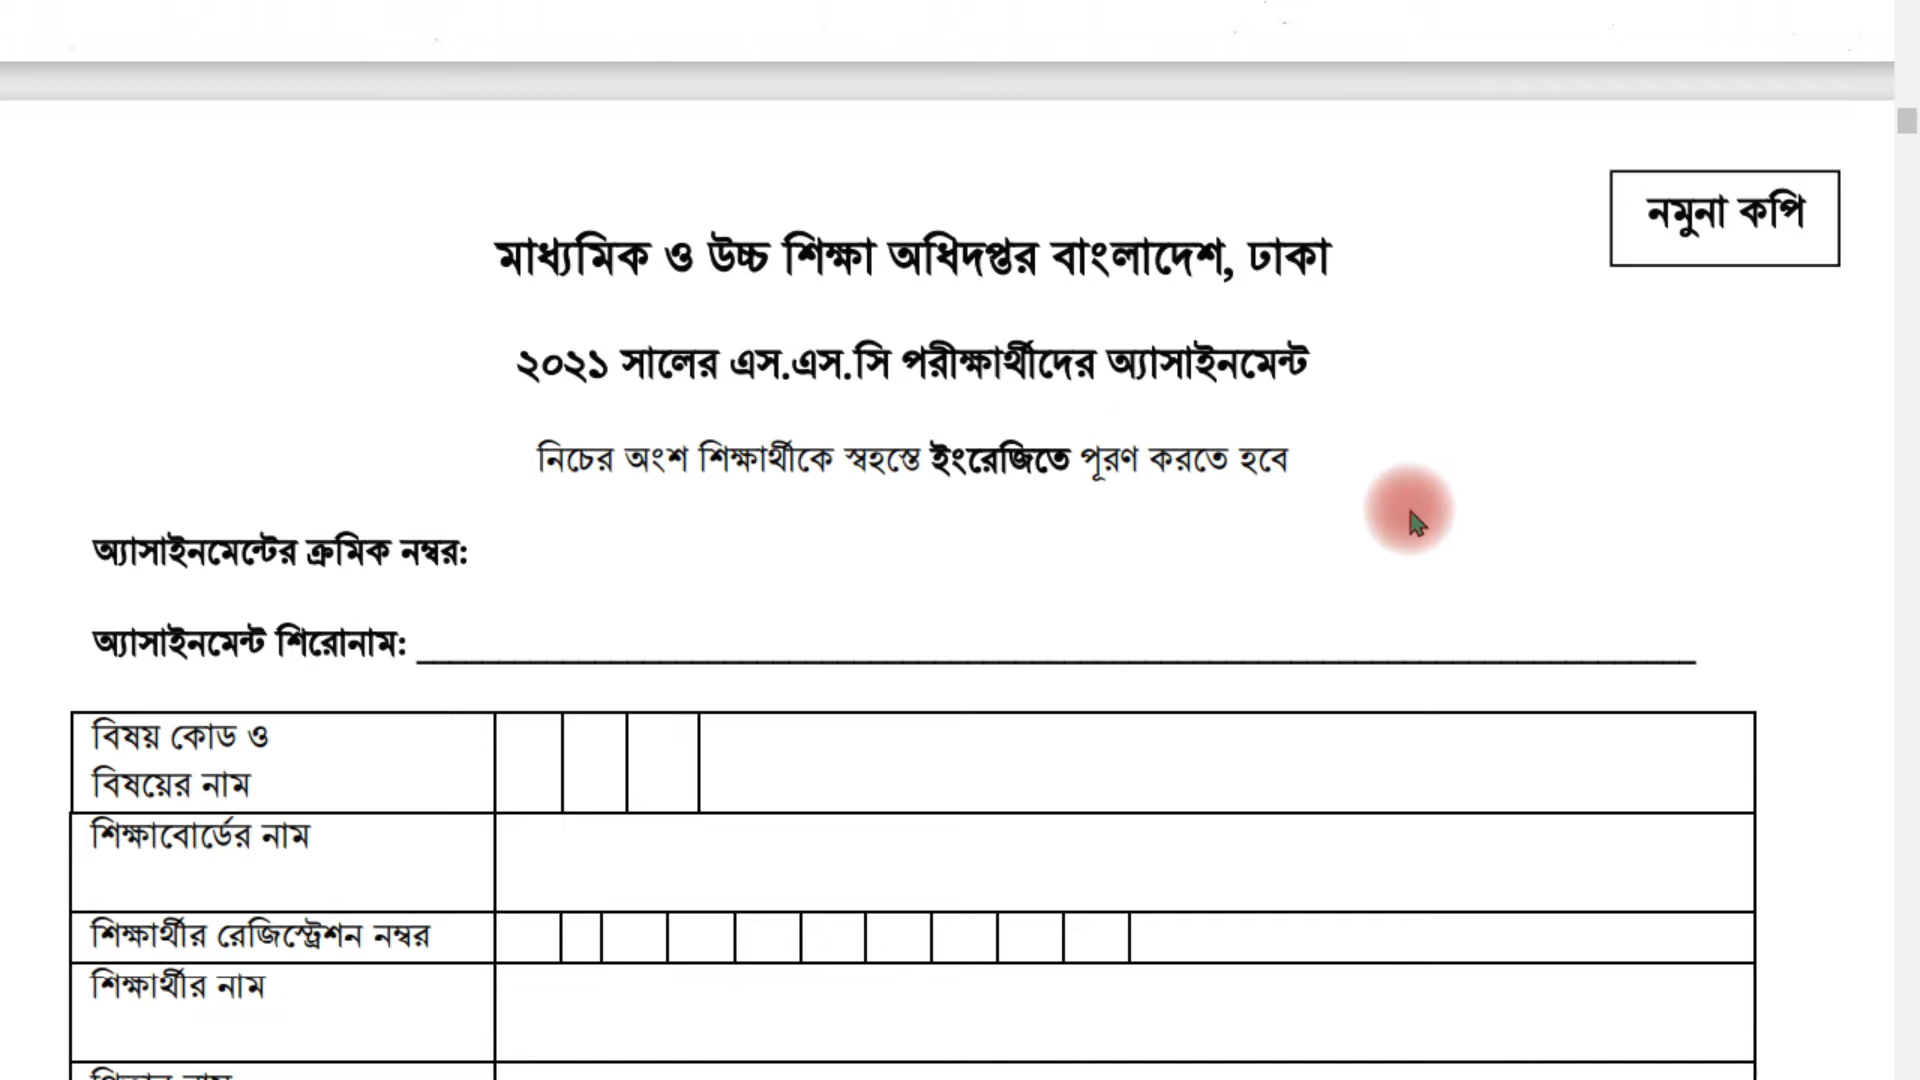 নমুনা কপি
মাধ্যমিক ও উচ্চ শিক্ষা অধিদপ্তর বাংলাদেশ, ঢাকা
২০২১ সালের এস.এস.সি পরীক্ষার্থীদের অ্যাসাইনমেন্ট
নিচের অংশ শিক্ষার্থীকে স্বহস্তে ইংরেজিতে পূরণ করতে হবে
অ্যাসাইনমেন্টের ক্রমিক নম্বর:
অ্যাসাইনমেন্ট শিরোনাম:
বিষয় কোড ও
বিষয়ের নাম
শিক্ষাবোর্ডের নাম
শিক্ষার্থীর রেজিস্ট্রেশন নম্বর
শিক্ষার্থীর নাম